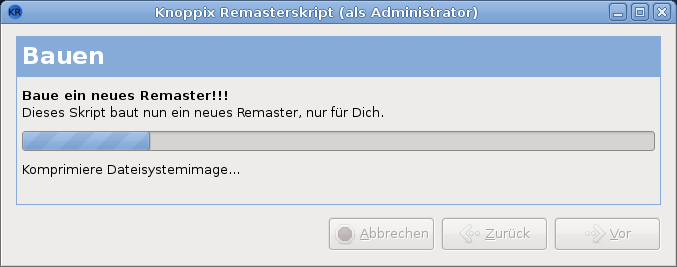 KR
Knoppix Remasterskript (als Administrator)
Bauen
Baue ein neues Remaster!!!
Dieses Skript baut nun ein neues Remaster, nur für Dich.
Komprimiere Dateisystemimage...
Abbrechen
Zurück
Vor